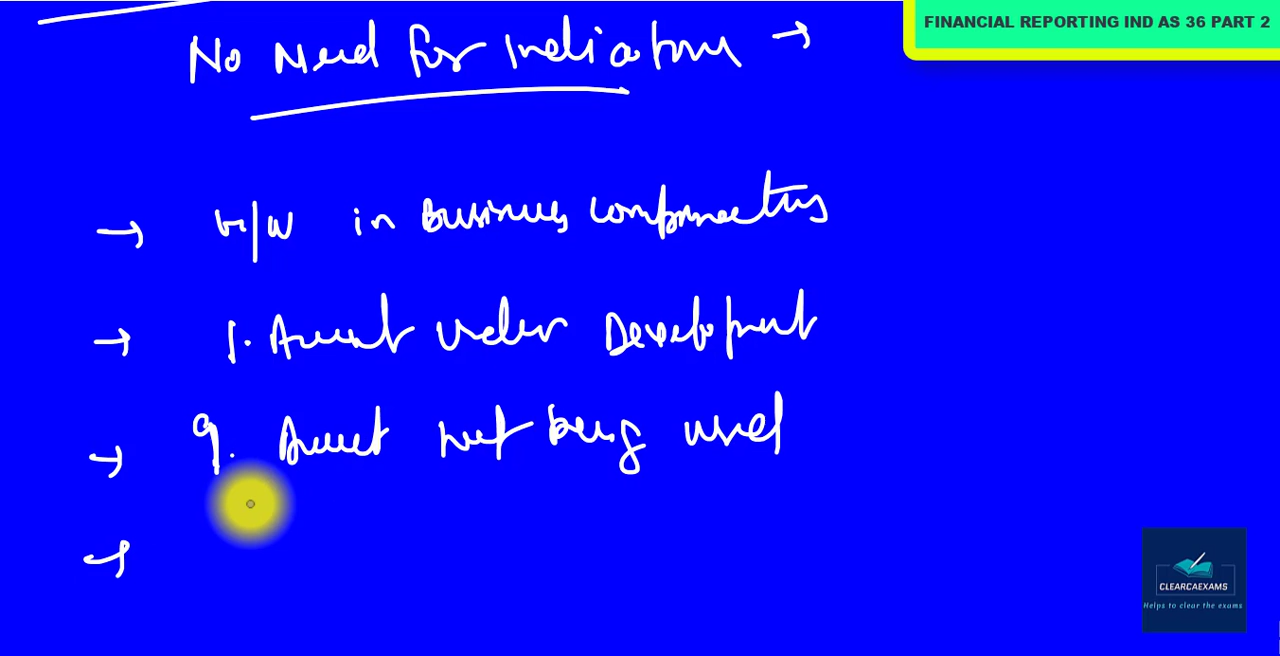 FINANCIAL REPORTING IND AS 36 PART 2
No Need for Indicators →
→ G/W in Business combinations
→ I. Asset Under Development
→ I. Asset not being used
→
CLEARCAEXAMS
Helps to clear the exams